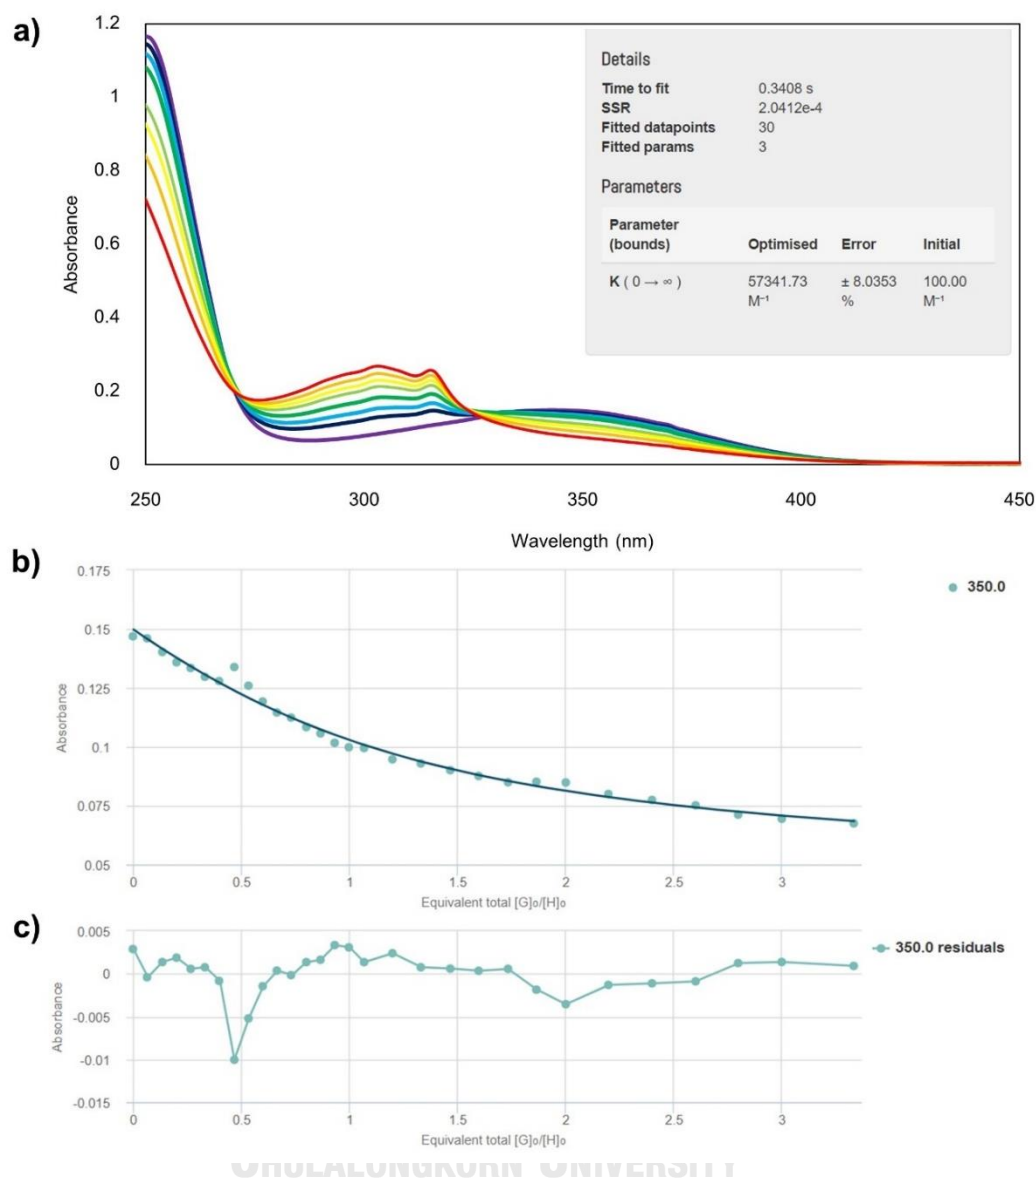 a)
1.2
1
0.8
0.6
0.4
0.2
0
Absorbance
250
300
350
400
450
Wavelength (nm)
Details
Time to fit 0.3408 s
SSR 2.0412e-4
Fitted datapoints 30
Fitted params 3
Parameters
Parameter
(bounds) Optimised Error Initial
K ( 0 → ∞ ) 57341.73 ± 8.0353 100.00
M⁻¹ % M⁻¹
b)
0.175
0.15
0.125
0.1
0.075
0.05
Absorbance
350.0
0
0.5
1
1.5
2
2.5
3
Equivalent total [G]₀/[H]₀
c)
0.005
0
-0.005
-0.01
-0.015
Absorbance
350.0 residuals
0
0.5
1
1.5
2
2.5
3
Equivalent total [G]₀/[H]₀
CHULALONGKORN UNIVERSITY